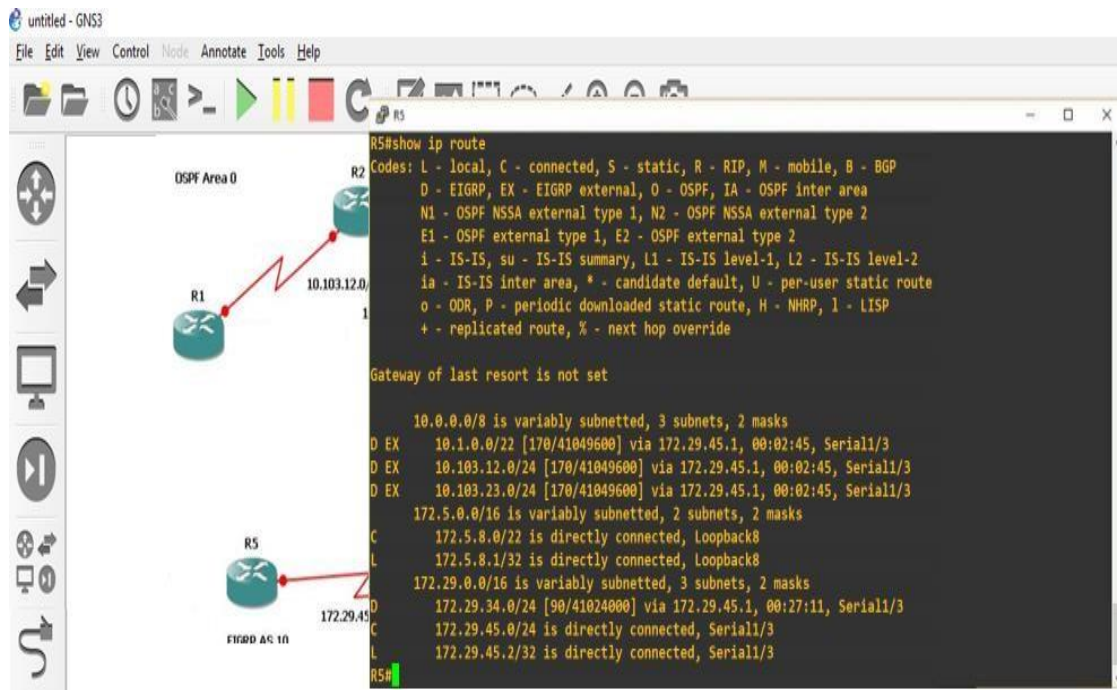 untitled - GNS3
File Edit View Control Node Annotate Tools Help
R5
OSPF Area 0
R2
10.103.12.0/
R1
R5
172.29.45
EIGRP AS 10
R5#show ip route
Codes: L - local, C - connected, S - static, R - RIP, M - mobile, B - BGP
D - EIGRP, EX - EIGRP external, O - OSPF, IA - OSPF inter area
N1 - OSPF NSSA external type 1, N2 - OSPF NSSA external type 2
E1 - OSPF external type 1, E2 - OSPF external type 2
i - IS-IS, su - IS-IS summary, L1 - IS-IS level-1, L2 - IS-IS level-2
ia - IS-IS inter area, * - candidate default, U - per-user static route
o - ODR, P - periodic downloaded static route, H - NHRP, l - LISP
+ - replicated route, % - next hop override
Gateway of last resort is not set
10.0.0.0/8 is variably subnetted, 3 subnets, 2 masks
D EX 10.1.0.0/22 [170/41049600] via 172.29.45.1, 00:02:45, Serial1/3
D EX 10.103.12.0/24 [170/41049600] via 172.29.45.1, 00:02:45, Serial1/3
D EX 10.103.23.0/24 [170/41049600] via 172.29.45.1, 00:02:45, Serial1/3
172.5.0.0/16 is variably subnetted, 2 subnets, 2 masks
C 172.5.8.0/22 is directly connected, Loopback8
L 172.5.8.1/32 is directly connected, Loopback8
172.29.0.0/16 is variably subnetted, 3 subnets, 2 masks
D 172.29.34.0/24 [90/41024000] via 172.29.45.1, 00:27:11, Serial1/3
C 172.29.45.0/24 is directly connected, Serial1/3
L 172.29.45.2/32 is directly connected, Serial1/3
R5#